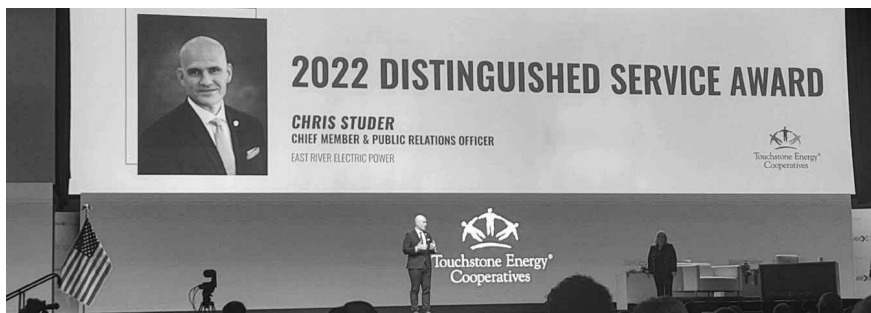 2022 DISTINGUISHED SERVICE AWARD
CHRIS STUDER
CHIEF MEMBER & PUBLIC RELATIONS OFFICER
EAST RIVER ELECTRIC POWER
Touchstone Energy®
Cooperatives
Touchstone Energy®
Cooperatives